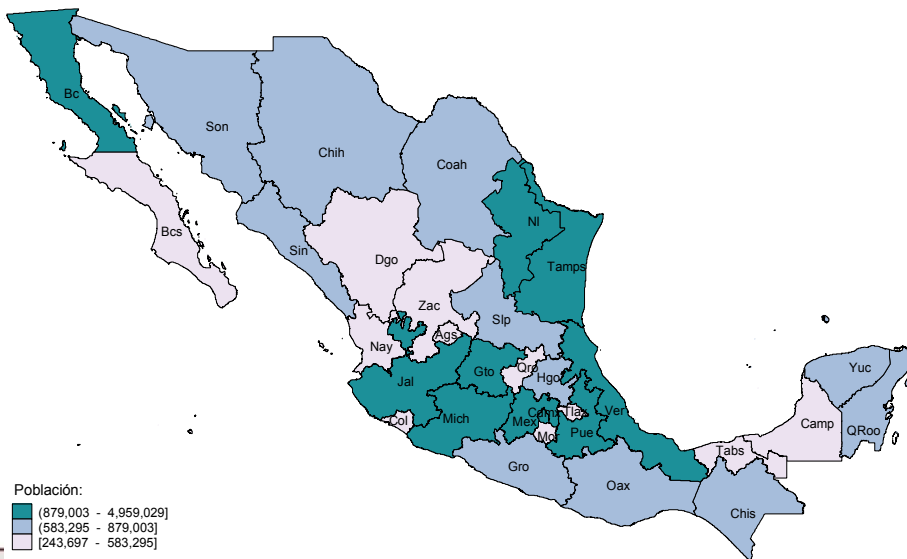 Bc
Son
Chih
Coah
Bcs
Sin
Nl
Dgo
Tamps
Zac
Slp
Ags
Nay
Qro
Hgo
Gto
Jal
Yuc
Camp
QRoo
Col
Mich
Mex
Cdmx
Tlax
Ver
Mor
Pue
Tabs
Gro
Oax
Chis
Población:
(879,003 - 4,959,029]
(583,295 - 879,003]
[243,697 - 583,295]